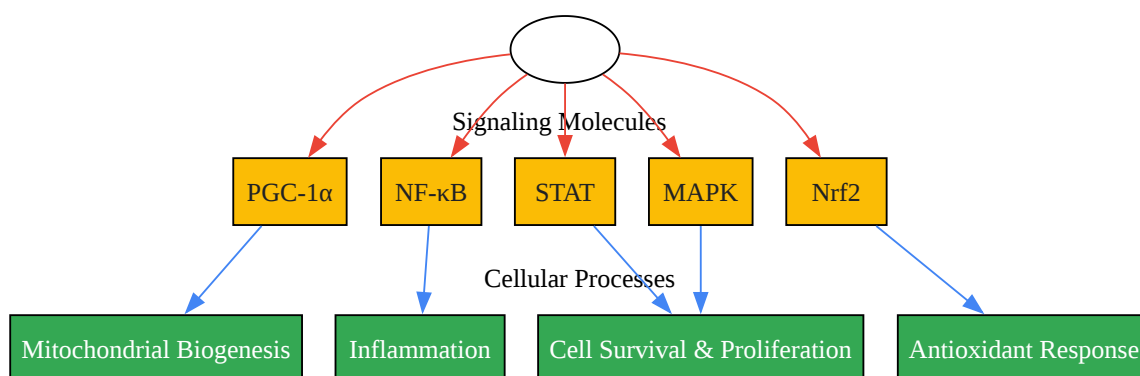 Signaling Molecules
PGC-1α
NF-κB
STAT
MAPK
Nrf2
Cellular Processes
Mitochondrial Biogenesis
Inflammation
Cell Survival & Proliferation
Antioxidant Response